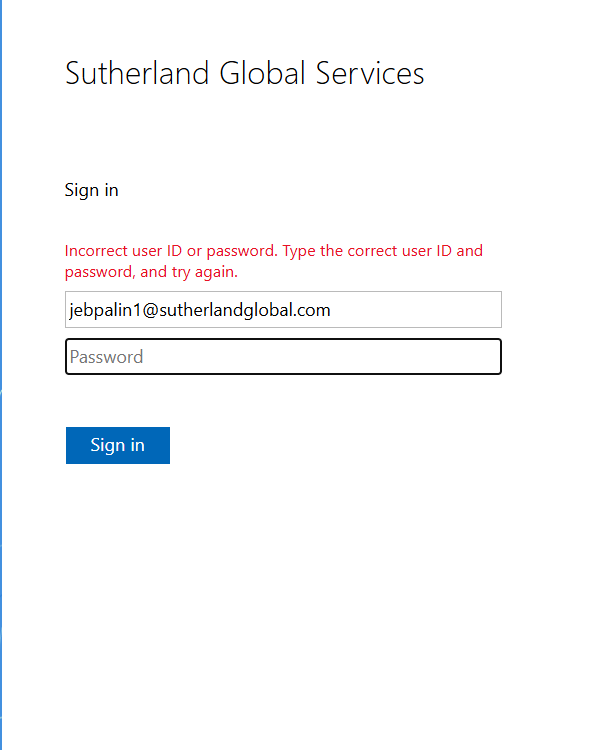 Sutherland Global Services
Sign in
Incorrect user ID or password. Type the correct user ID and
password, and try again.
jebpalin1@sutherlandglobal.com
Password
Sign in